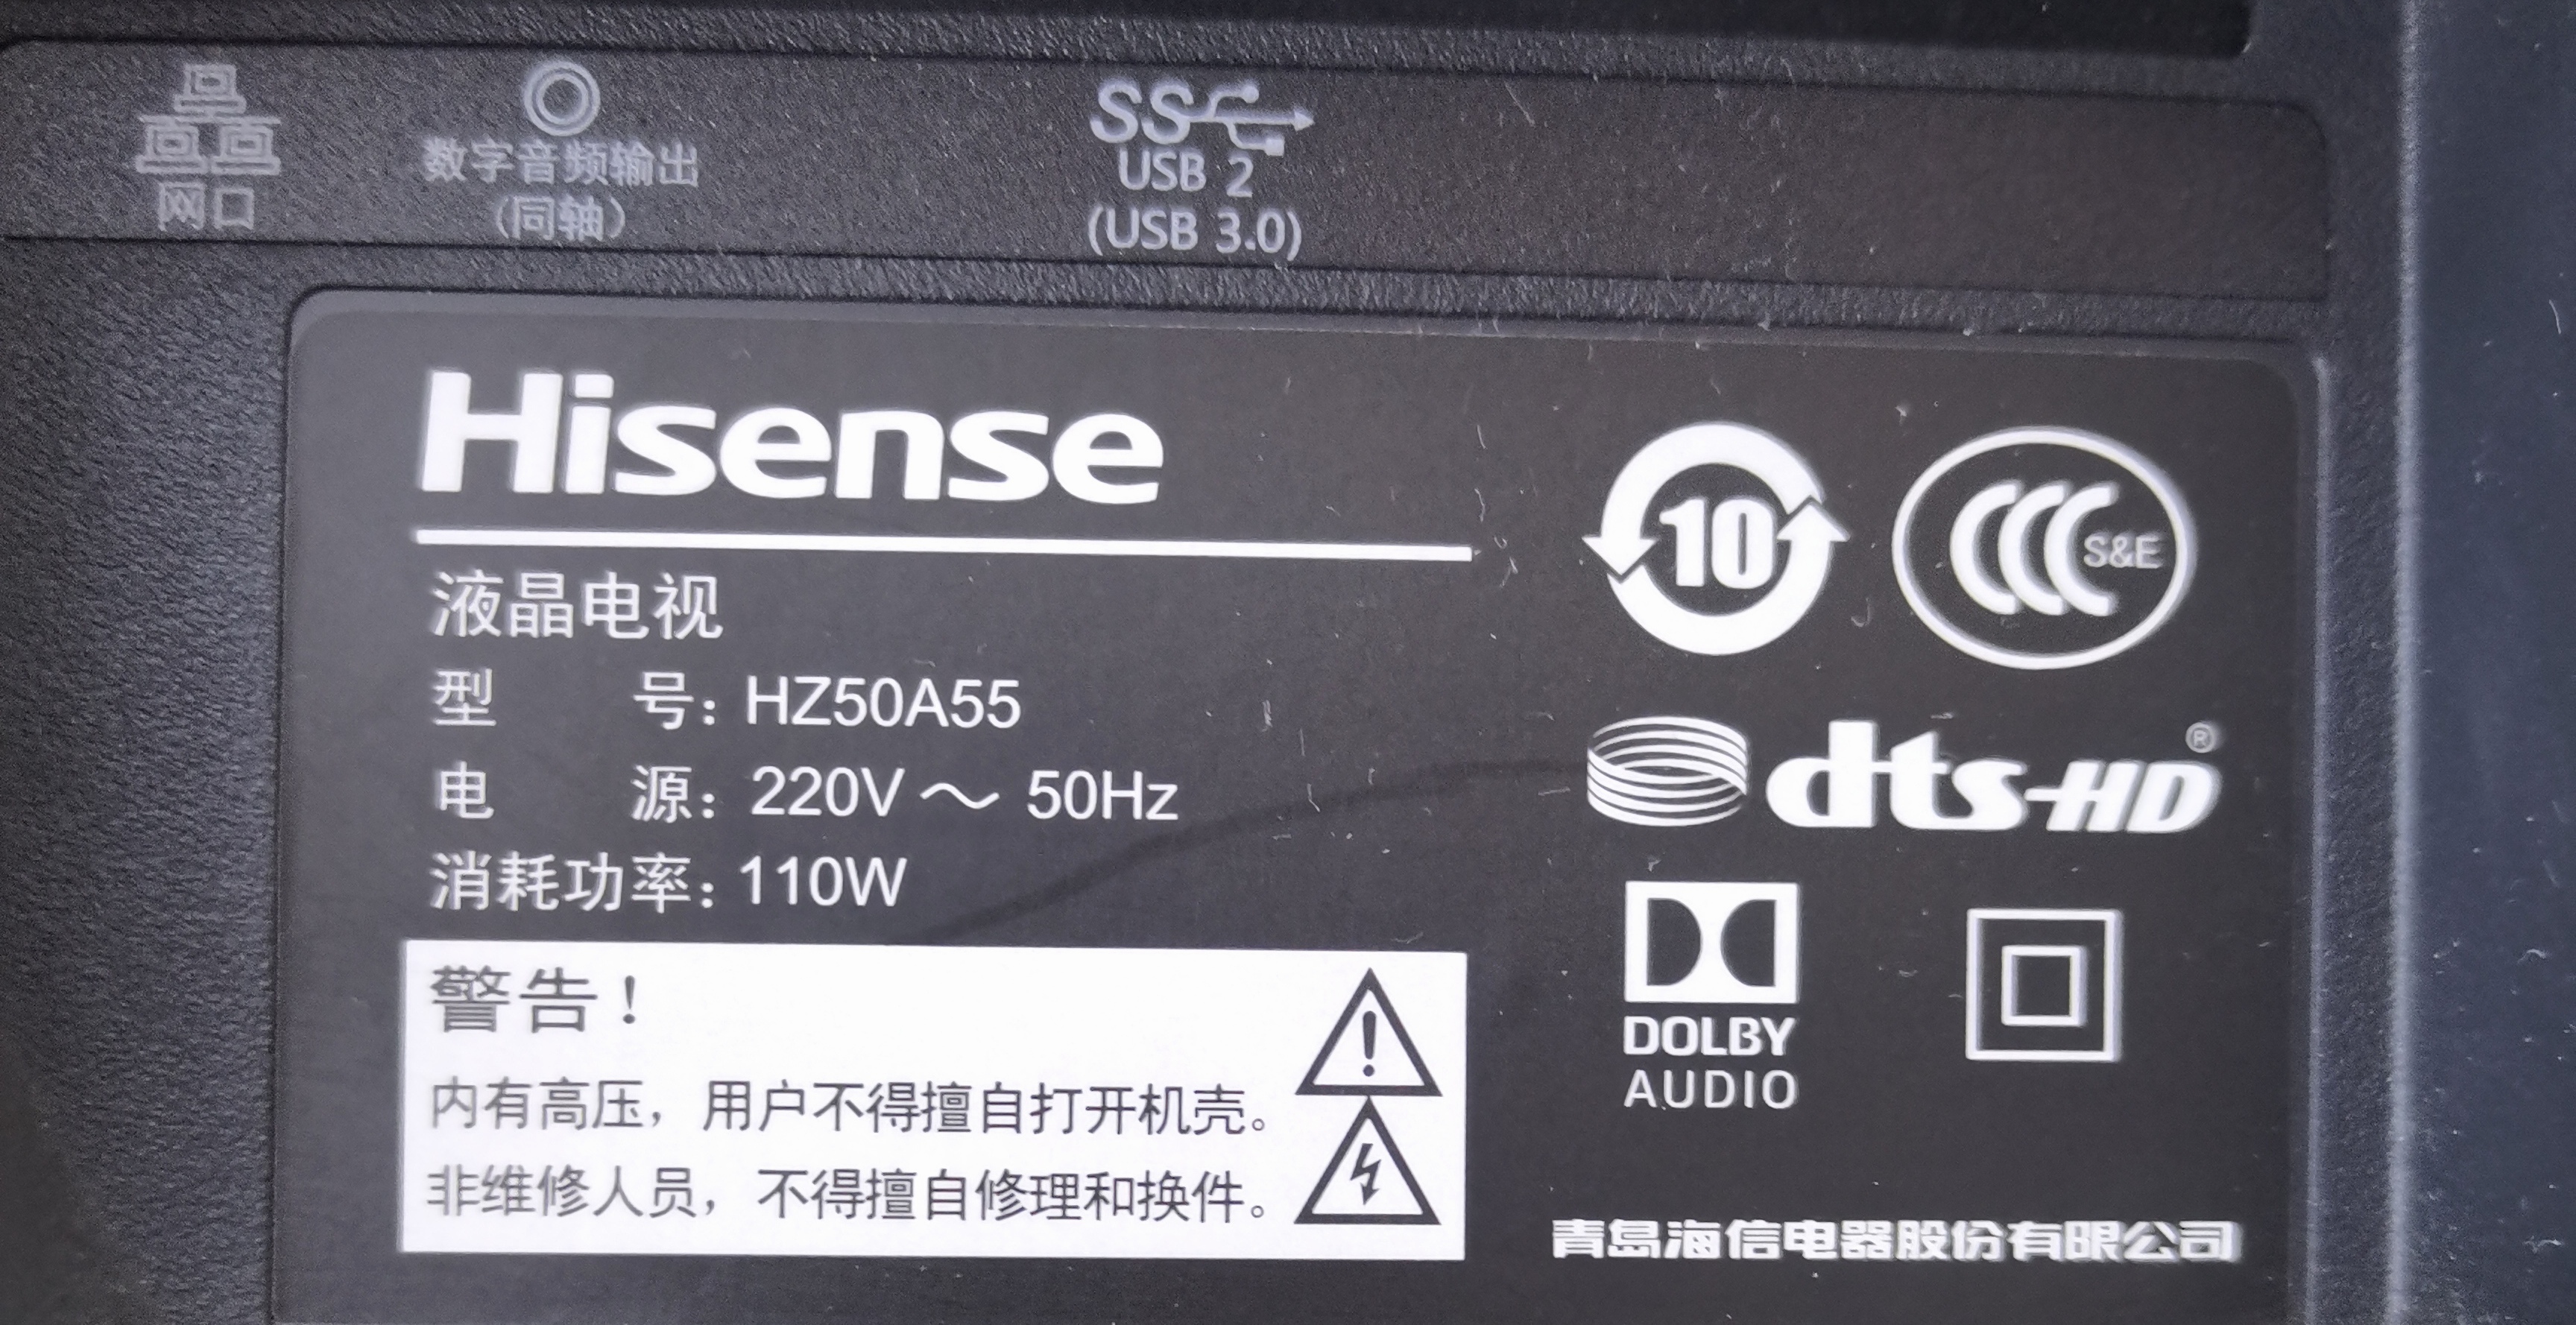 网口
数字音频输出
(同轴)
SS
USB 2
(USB 3.0)
Hisense
液晶电视
型 号: HZ50A55
电 源: 220V～ 50Hz
消耗功率: 110W
警告!
内有高压，用户不得擅自打开机壳。
非维修人员，不得擅自修理和换件。
10
CCC S&E
dts-HD®
DOLBY
AUDIO
青岛海信电器股份有限公司